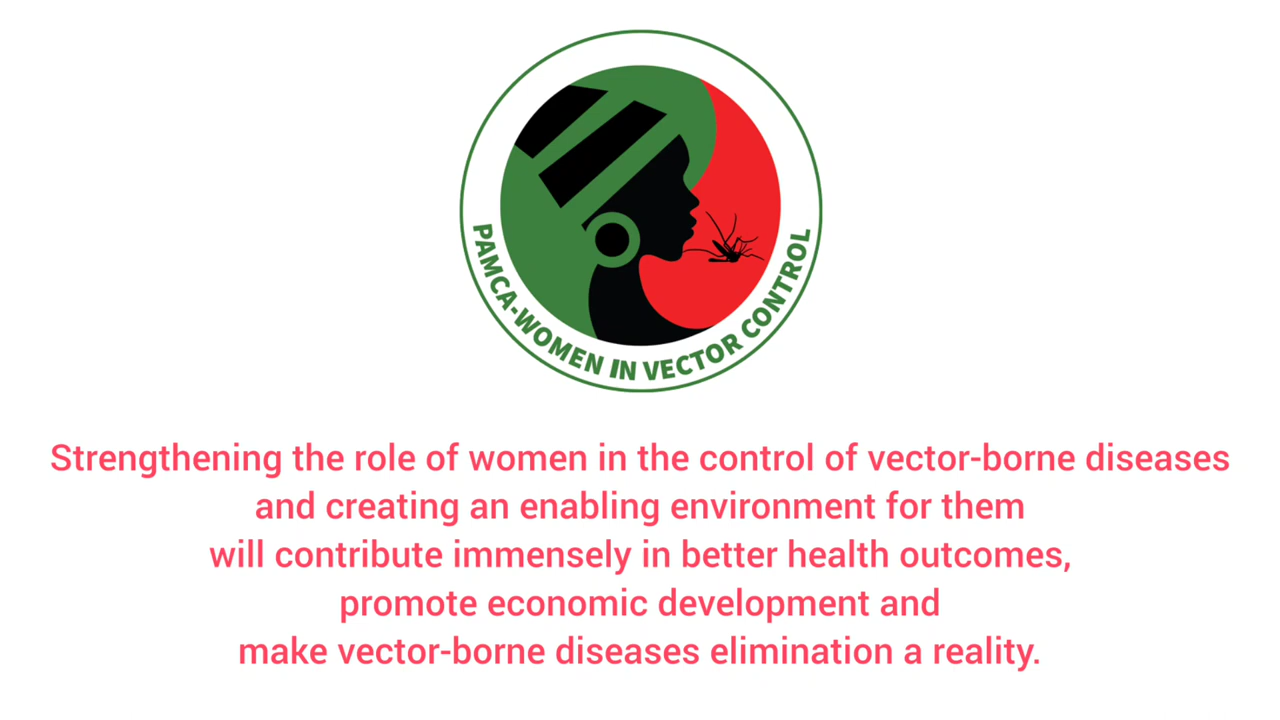 PAMCA-WOMEN IN VECTOR CONTROL
Strengthening the role of women in the control of vector-borne diseases
and creating an enabling environment for them
will contribute immensely in better health outcomes,
promote economic development and
make vector-borne diseases elimination a reality.